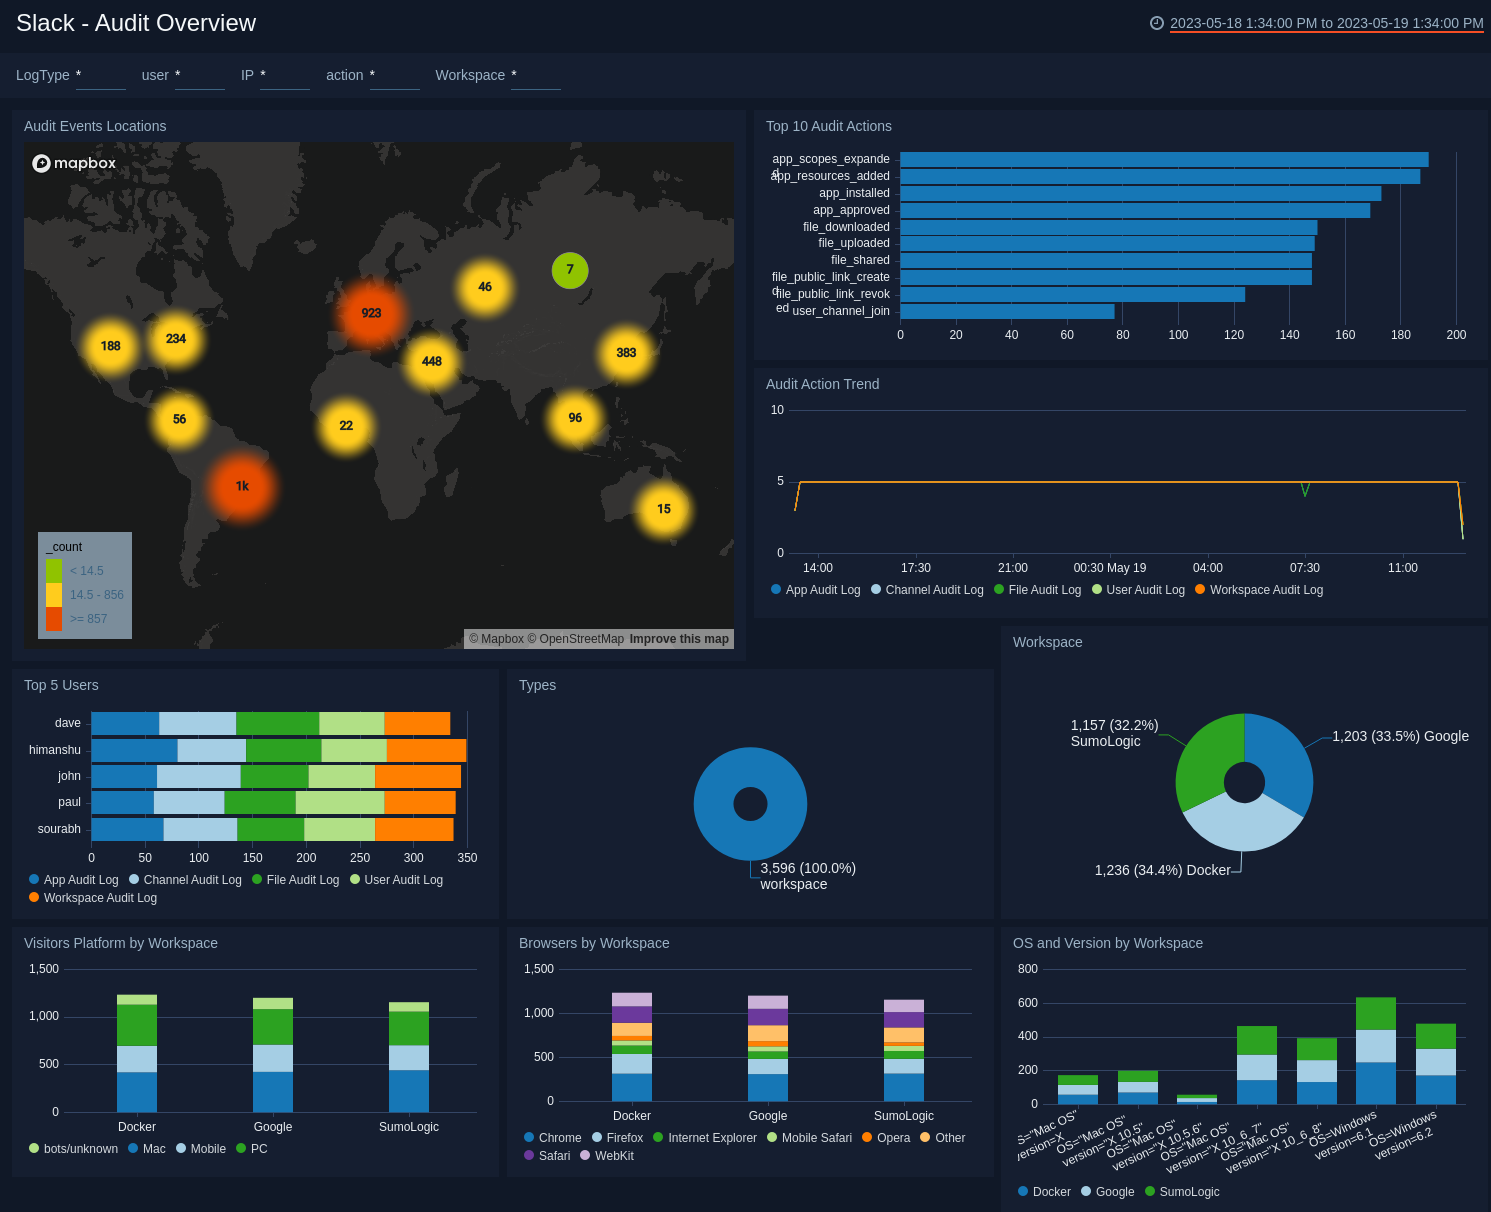 Slack - Audit Overview
2023-05-18 1:34:00 PM to 2023-05-19 1:34:00 PM
LogType * user * IP * action * Workspace *
Audit Events Locations
mapbox
7
46
923
234
188
448
383
56
22
96
1k
15
_count
< 14.5
14.5 - 856
>= 857
© Mapbox © OpenStreetMap Improve this map
Top 10 Audit Actions
app_scopes_expande
d
app_resources_added
app_installed
app_approved
file_downloaded
file_uploaded
file_shared
file_public_link_create
d
file_public_link_revok
ed
user_channel_join
0 20 40 60 80 100 120 140 160 180 200
Audit Action Trend
10
5
0
14:00 17:30 21:00 00:30 May 19 04:00 07:30 11:00
App Audit Log Channel Audit Log File Audit Log User Audit Log Workspace Audit Log
Top 5 Users
dave
himanshu
john
paul
sourabh
0 50 100 150 200 250 300 350
App Audit Log Channel Audit Log File Audit Log User Audit Log
Workspace Audit Log
Types
3,596 (100.0%)
workspace
Workspace
1,157 (32.2%)
SumoLogic
1,203 (33.5%) Google
1,236 (34.4%) Docker
Visitors Platform by Workspace
1,500
1,000
500
0
Docker Google SumoLogic
bots/unknown Mac Mobile PC
Browsers by Workspace
1,500
1,000
500
0
Docker Google SumoLogic
Chrome Firefox Internet Explorer Mobile Safari Opera Other
Safari WebKit
OS and Version by Workspace
800
600
400
200
0
S="Mac OS"
version=X
OS="Mac OS"
version="X 10.5"
OS="Mac OS"
version="X 10.5.6"
OS="Mac OS"
version="X 10_6_7"
OS="Mac OS"
version="X 10_6_8"
OS=Windows
version=6.1
OS=Windows
version=6.2
Docker Google SumoLogic